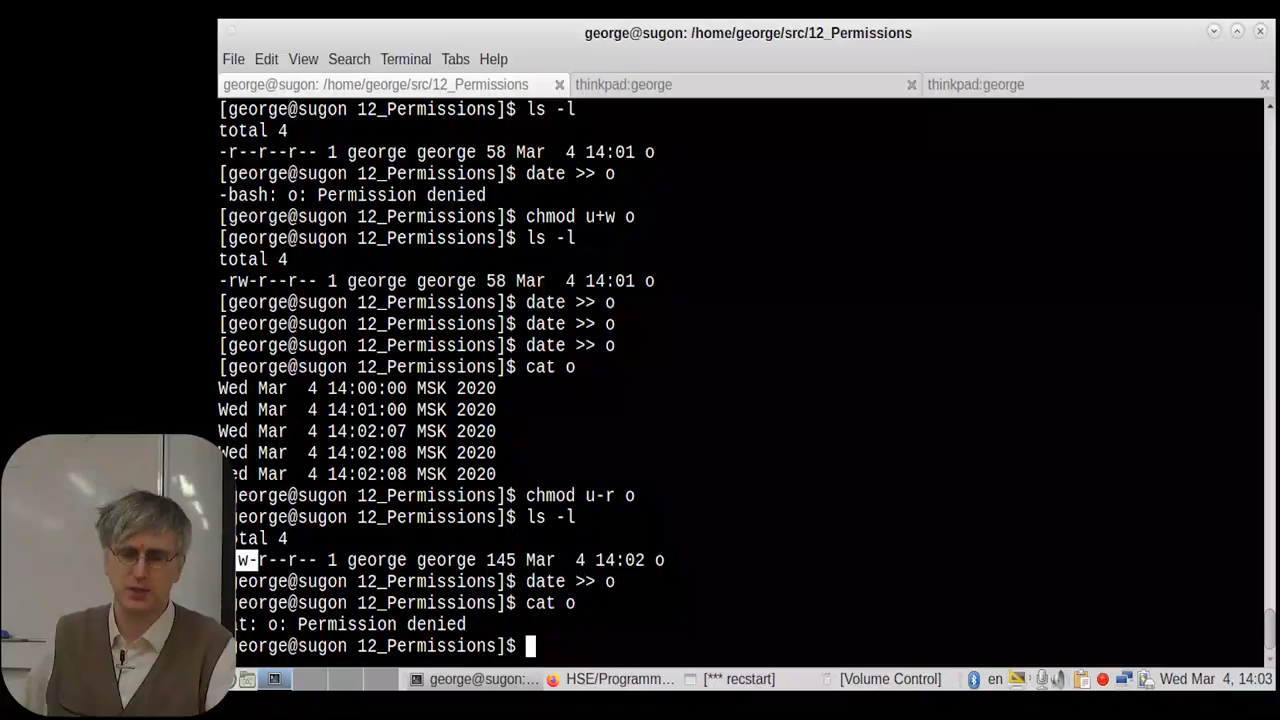 george@sugon: /home/george/src/12_Permissions
File Edit View Search Terminal Tabs Help
george@sugon: /home/george/src/12_Permissions thinkpad:george thinkpad:george
[george@sugon 12_Permissions]$ ls -l
total 4
-r--r--r-- 1 george george 58 Mar  4 14:01 o
[george@sugon 12_Permissions]$ date >> o
-bash: o: Permission denied
[george@sugon 12_Permissions]$ chmod u+w o
[george@sugon 12_Permissions]$ ls -l
total 4
-rw-r--r-- 1 george george 58 Mar  4 14:01 o
[george@sugon 12_Permissions]$ date >> o
[george@sugon 12_Permissions]$ date >> o
[george@sugon 12_Permissions]$ date >> o
[george@sugon 12_Permissions]$ cat o
Wed Mar  4 14:00:00 MSK 2020
Wed Mar  4 14:01:00 MSK 2020
Wed Mar  4 14:02:07 MSK 2020
Wed Mar  4 14:02:08 MSK 2020
ed Mar  4 14:02:08 MSK 2020
george@sugon 12_Permissions]$ chmod u-r o
george@sugon 12_Permissions]$ ls -l
otal 4
w-r--r-- 1 george george 145 Mar  4 14:02 o
george@sugon 12_Permissions]$ date >> o
george@sugon 12_Permissions]$ cat o
t: o: Permission denied
george@sugon 12_Permissions]$
george@sugon:... HSE/Programm... [*** recstart] [Volume Control] en Wed Mar  4, 14:03